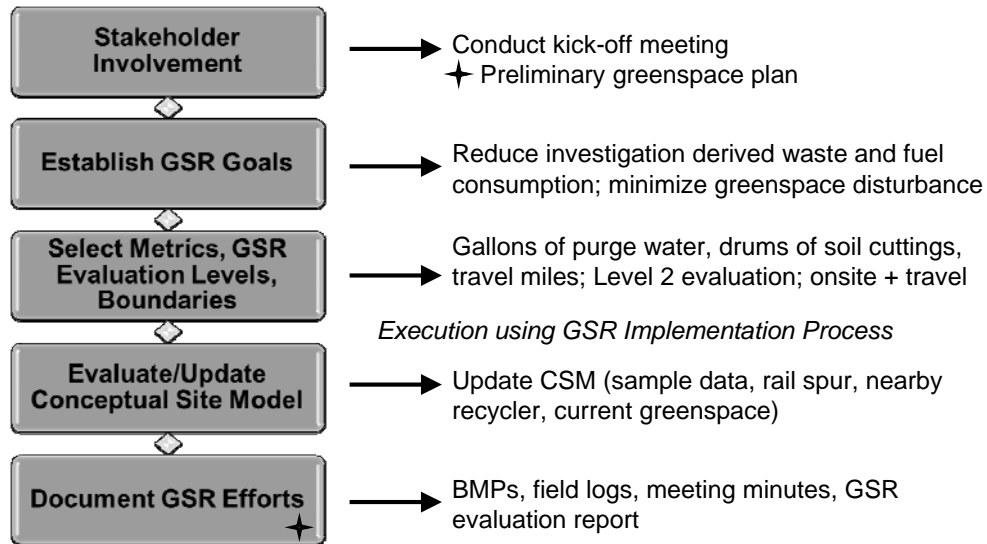 Stakeholder
Involvement
Conduct kick-off meeting
Preliminary greenspace plan
Establish GSR Goals
Reduce investigation derived waste and fuel
consumption; minimize greenspace disturbance
Select Metrics, GSR
Evaluation Levels,
Boundaries
Gallons of purge water, drums of soil cuttings,
travel miles; Level 2 evaluation; onsite + travel
Execution using GSR Implementation Process
Evaluate/Update
Conceptual Site Model
Update CSM (sample data, rail spur, nearby
recycler, current greenspace)
Document GSR Efforts
BMPs, field logs, meeting minutes, GSR
evaluation report